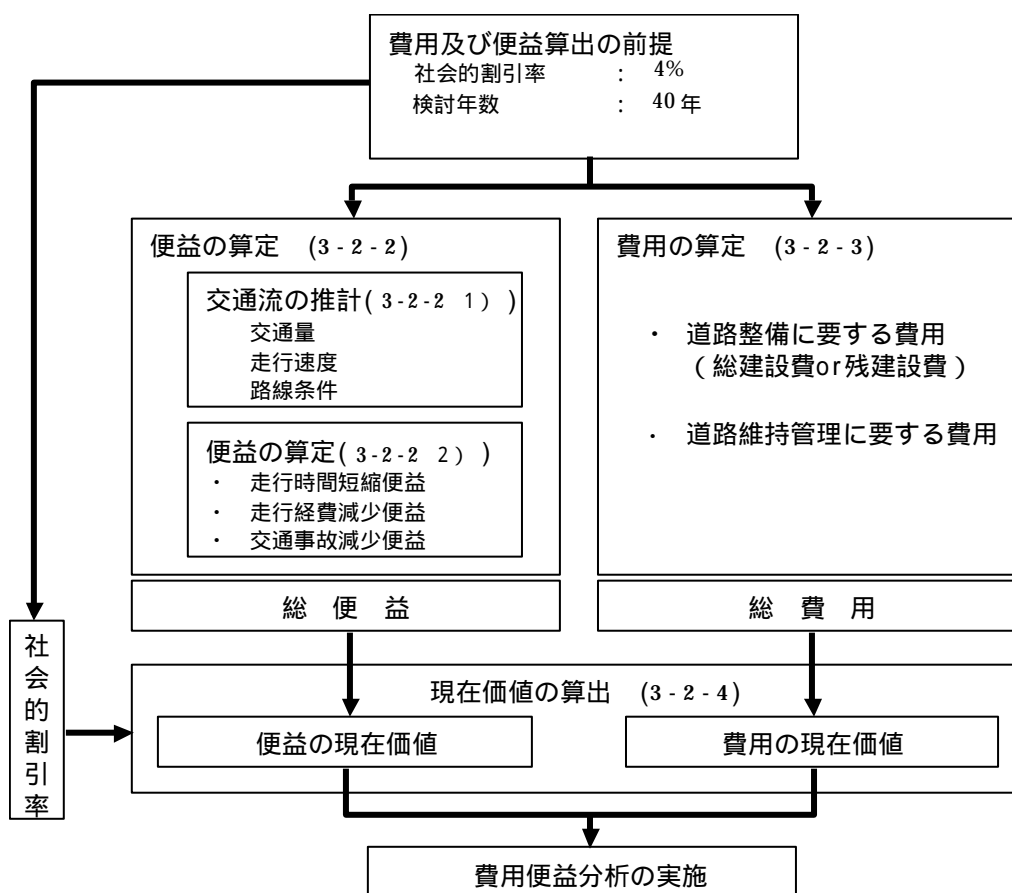 費用及び便益算出の前提
社会的割引率 : 4%
検討年数 : 40年
便益の算定 (3-2-2)
交通流の推計(3-2-2 1))
交通量
走行速度
路線条件
便益の算定(3-2-2 2))
・ 走行時間短縮便益
・ 走行経費減少便益
・ 交通事故減少便益
総 便 益
費用の算定 (3-2-3)
・ 道路整備に要する費用
(総建設費or残建設費)
・ 道路維持管理に要する費用
総 費 用
社会的割引率
現在価値の算出 (3-2-4)
便益の現在価値
費用の現在価値
費用便益分析の実施